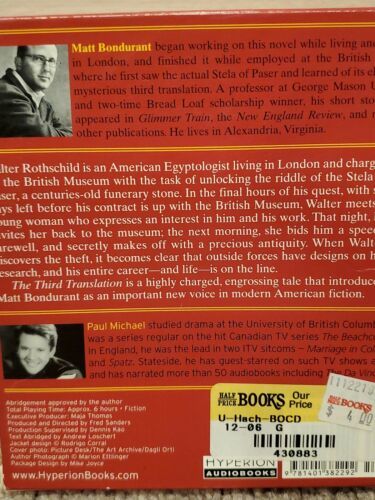 Matt Bondurant began working on this novel while living and
in London, and finished it while employed at the British
where he first saw the actual Stela of Paser and learned of its el
mysterious third translation. A professor at George Mason U
and two-time Bread Loaf scholarship winner, his short stor
appeared in Glimmer Train, the New England Review, and m
other publications. He lives in Alexandria, Virginia.
alter Rothschild is an American Egyptologist living in London and charg
the British Museum with the task of unlocking the riddle of the Stela
aser, a centuries-old funerary stone. In the final hours of his quest, with s
ays left before his contract is up with the British Museum, Walter meets
oung woman who expresses an interest in him and his work. That night, h
vites her back to the museum; the next morning, she bids him a speed
arewell, and secretly makes off with a precious antiquity. When Walt
iscovers the theft, it becomes clear that outside forces have designs on h
esearch, and his entire career—and life—is on the line.
The Third Translation is a highly charged, engrossing tale that introduce
Matt Bondurant as an important new voice in modern American fiction.
Paul Michael studied drama at the University of British Colum
was a series regular on the hit Canadian TV series The Beachco
In England, he was the lead in two ITV sitcoms – Marriage in Col
and Spatz. Stateside, he has guest starred on such TV shows a
and has narrated more than 50 audiobooks including The Da Vin
Abridgement approved by the author
Total Playing Time: Approx. 6 hours • Fiction
Executive Producer: Maja Thomas
Produced and Directed by Fred Sanders
Production Supervised by Dennis Kao
Text Abridged by Andree Loschert
Jacket design © Rodrigo Corral
Cover photo: Picture Desk/The Art Archive(Dagli Orti)
Author Photograph © Marion Ettlinger
Package Design by Mike Joyce
HyperionBooks.com
HALF PRICE BOOKS Our Price
U-Hach-BOCD
12-06 G
430883
HYPERION
AUDIOBOOKS
9 781401 382292
BOOKS